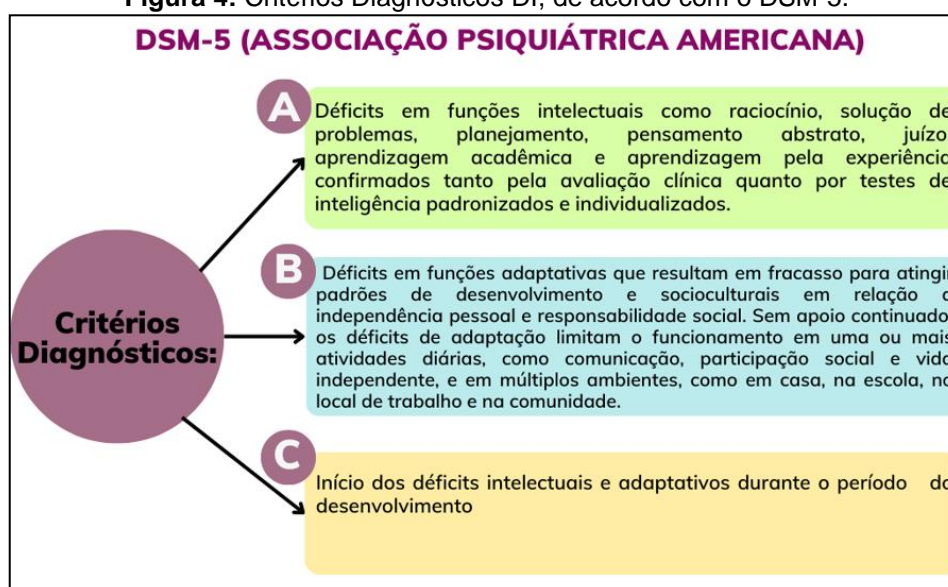 Figura 4: Critérios Diagnósticos DI, de acordo com o DSM-5.
DSM-5 (ASSOCIAÇÃO PSIQUIÁTRICA AMERICANA)
A
Déficits em funções intelectuais como raciocínio, solução de
problemas, planejamento, pensamento abstrato, juízo
aprendizagem acadêmica e aprendizagem pela experiência
confirmados tanto pela avaliação clínica quanto por testes de
inteligência padronizados e individualizados.
B
Déficits em funções adaptativas que resultam em fracasso para atingir
padrões de desenvolvimento e socioculturais em relação a
independência pessoal e responsabilidade social. Sem apoio continuado
os déficits de adaptação limitam o funcionamento em uma ou mais
atividades diárias, como comunicação, participação social e vida
independente, e em múltiplos ambientes, como em casa, na escola, no
local de trabalho e na comunidade.
Critérios
Diagnósticos:
C
Início dos déficits intelectuais e adaptativos durante o período do
desenvolvimento